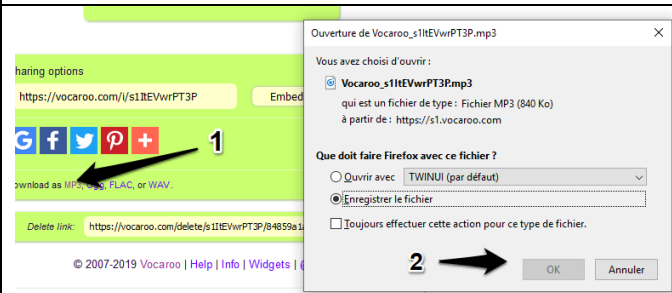 haring options
https://vocaroo.com/i/s1ItEVwrPT3P
Embed
1
ownload as MP3, Ogg, FLAC, or WAV.
Delete link: https://vocaroo.com/delete/s1ItEVwrPT3P/84859a1
© 2007-2019 Vocaroo | Help | Info | Widgets |
Ouverture de Vocaroo_s1ItEVwrPT3P.mp3
Vous avez choisi d'ouvrir :
Vocaroo_s1ItEVwrPT3P.mp3
qui est un fichier de type : Fichier MP3 (840 Ko)
à partir de : https://s1.vocaroo.com
Que doit faire Firefox avec ce fichier ?
Ouvrir avec TWINUI (par défaut)
Enregistrer le fichier
Toujours effectuer cette action pour ce type de fichier.
2
OK Annuler